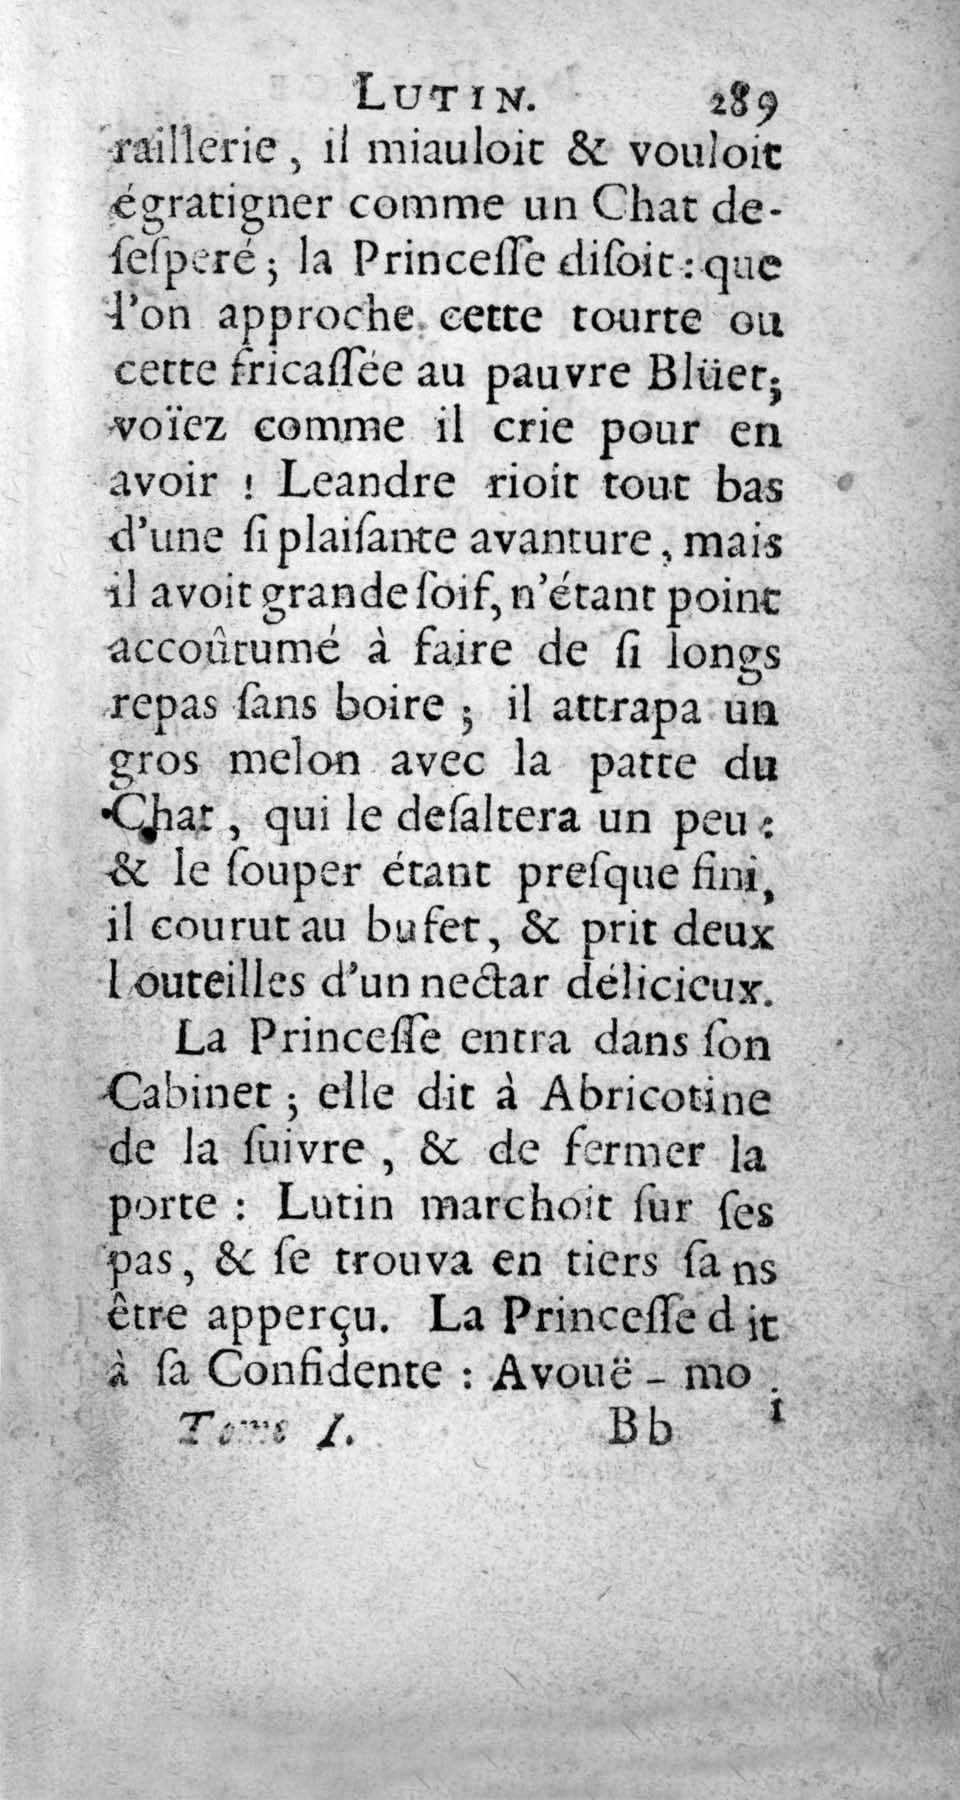 LUTIN. 289
raillerie, il miauloit & vouloit
égratigner comme un Chat de-
ſeſperé; la Princeſſe diſoit: que
l'on approche cette tourte ou
cette fricaſſée au pauvre Blüet;
voïez comme il crie pour en
avoir ! Leandre rioit tout bas
d'une ſi plaiſante avanture, mais
il avoit grande ſoif, n'étant point
accoûtumé à faire de ſi longs
repas ſans boire; il attrapa un
gros melon avec la patte du
Chat, qui le deſaltera un peu:
& le ſouper étant preſque fini,
il courut au bufet, & prit deux
bouteilles d'un nectar délicieux.
La Princeſſe entra dans ſon
Cabinet; elle dit à Abricotine
de la ſuivre, & de fermer la
porte: Lutin marchoit ſur ſes
pas, & ſe trouva en tiers ſans
être apperçu. La Princeſſe dit
à ſa Confidente: Avouë-moi
Tome I. Bb